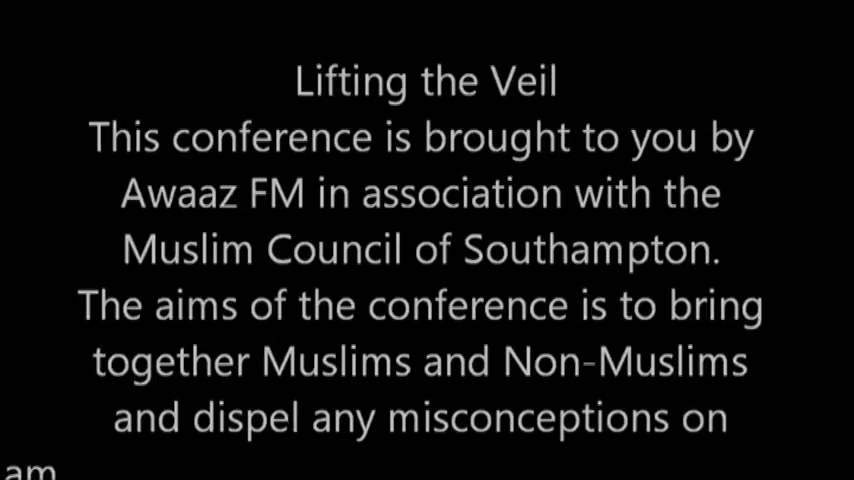 Lifting the Veil
This conference is brought to you by
Awaaz FM in association with the
Muslim Council of Southampton.
The aims of the conference is to bring
together Muslims and Non-Muslims
and dispel any misconceptions on
am